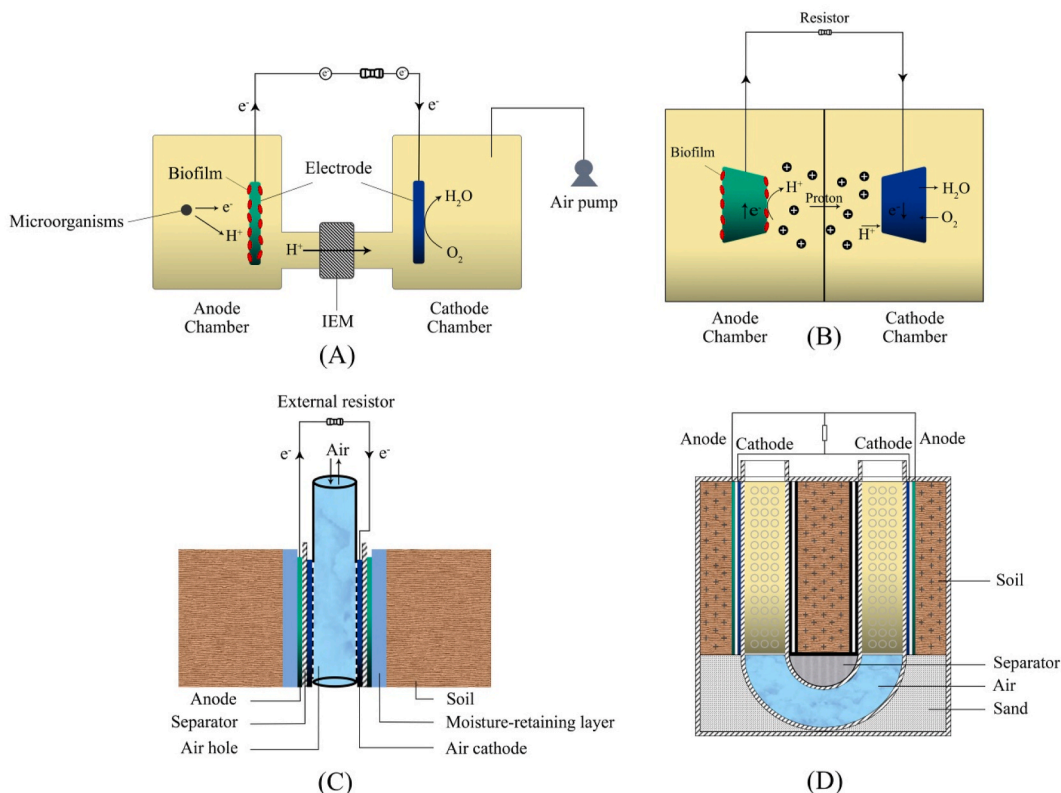 e-
e-
e-
e-
Biofilm
Electrode
Microorganisms
e-
H+
H+
H2O
O2
Air pump
Anode
Chamber
IEM
Cathode
Chamber
(A)
Resistor
Biofilm
H+
Proton
e-
e-
H+
H2O
O2
Anode
Chamber
Cathode
Chamber
(B)
External resistor
e-
Air
e-
Anode
Separator
Air hole
Soil
Moisture-retaining layer
Air cathode
(C)
Anode
Cathode
Cathode
Anode
Soil
Separator
Air
Sand
(D)